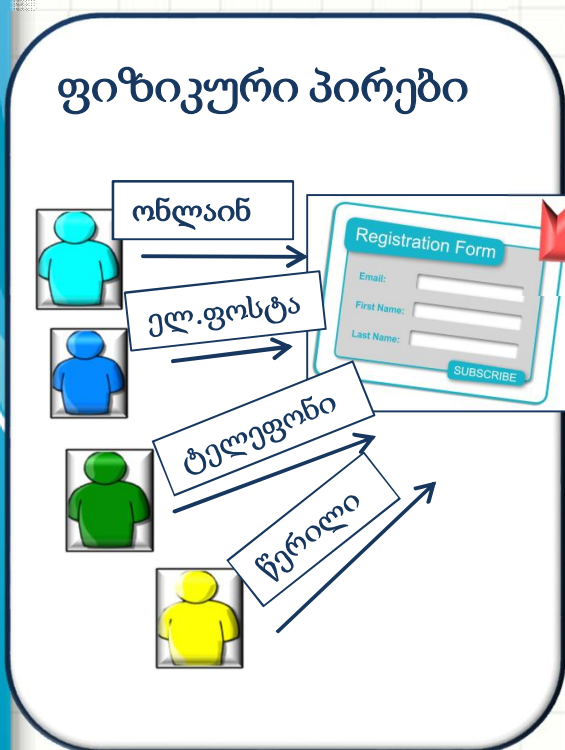 ფიზიკური პირები
ონლაინ
Registration Form
Email:
First Name:
Last Name:
SUBSCRIBE
ელ.ფოსტა
ტელეფონი
წერილი